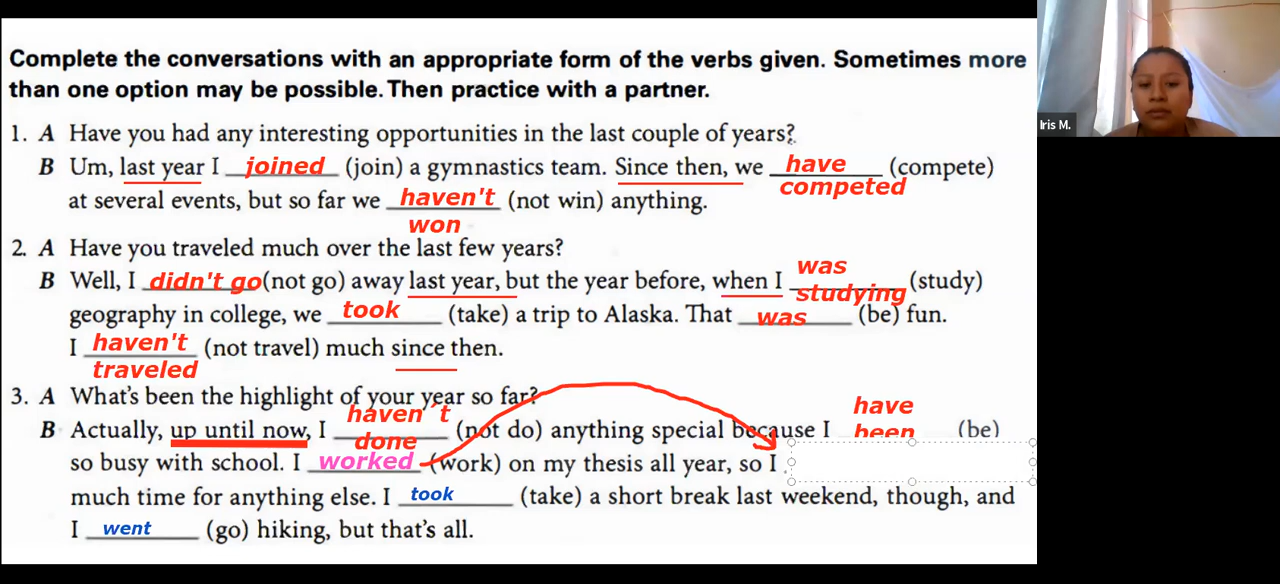 Complete the conversations with an appropriate form of the verbs given. Sometimes more
than one option may be possible. Then practice with a partner.
1. A Have you had any interesting opportunities in the last couple of years?
B Um, last year I joined (join) a gymnastics team. Since then, we have competed (compete)
at several events, but so far we haven't won (not win) anything.
2. A Have you traveled much over the last few years?
B Well, I didn't go (not go) away last year, but the year before, when I was studying (study)
geography in college, we took (take) a trip to Alaska. That was (be) fun.
I haven't traveled (not travel) much since then.
3. A What's been the highlight of your year so far?
B Actually, up until now, I haven´t done (not do) anything special because I have been (be)
so busy with school. I worked (work) on my thesis all year, so I
much time for anything else. I took (take) a short break last weekend, though, and
I went (go) hiking, but that's all.
Iris M.